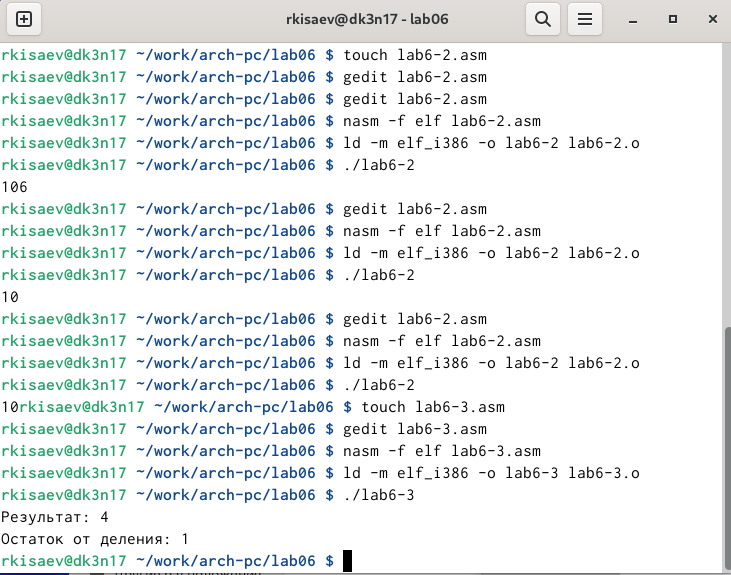 rkisaev@dk3n17 - lab06
rkisaev@dk3n17 ~/work/arch-pc/lab06 $ touch lab6-2.asm
rkisaev@dk3n17 ~/work/arch-pc/lab06 $ gedit lab6-2.asm
rkisaev@dk3n17 ~/work/arch-pc/lab06 $ gedit lab6-2.asm
rkisaev@dk3n17 ~/work/arch-pc/lab06 $ nasm -f elf lab6-2.asm
rkisaev@dk3n17 ~/work/arch-pc/lab06 $ ld -m elf_i386 -o lab6-2 lab6-2.o
rkisaev@dk3n17 ~/work/arch-pc/lab06 $ ./lab6-2
106
rkisaev@dk3n17 ~/work/arch-pc/lab06 $ gedit lab6-2.asm
rkisaev@dk3n17 ~/work/arch-pc/lab06 $ nasm -f elf lab6-2.asm
rkisaev@dk3n17 ~/work/arch-pc/lab06 $ ld -m elf_i386 -o lab6-2 lab6-2.o
rkisaev@dk3n17 ~/work/arch-pc/lab06 $ ./lab6-2
10
rkisaev@dk3n17 ~/work/arch-pc/lab06 $ gedit lab6-2.asm
rkisaev@dk3n17 ~/work/arch-pc/lab06 $ nasm -f elf lab6-2.asm
rkisaev@dk3n17 ~/work/arch-pc/lab06 $ ld -m elf_i386 -o lab6-2 lab6-2.o
rkisaev@dk3n17 ~/work/arch-pc/lab06 $ ./lab6-2
10rkisaev@dk3n17 ~/work/arch-pc/lab06 $ touch lab6-3.asm
rkisaev@dk3n17 ~/work/arch-pc/lab06 $ gedit lab6-3.asm
rkisaev@dk3n17 ~/work/arch-pc/lab06 $ nasm -f elf lab6-3.asm
rkisaev@dk3n17 ~/work/arch-pc/lab06 $ ld -m elf_i386 -o lab6-3 lab6-3.o
rkisaev@dk3n17 ~/work/arch-pc/lab06 $ ./lab6-3
Результат: 4
Остаток от деления: 1
rkisaev@dk3n17 ~/work/arch-pc/lab06 $